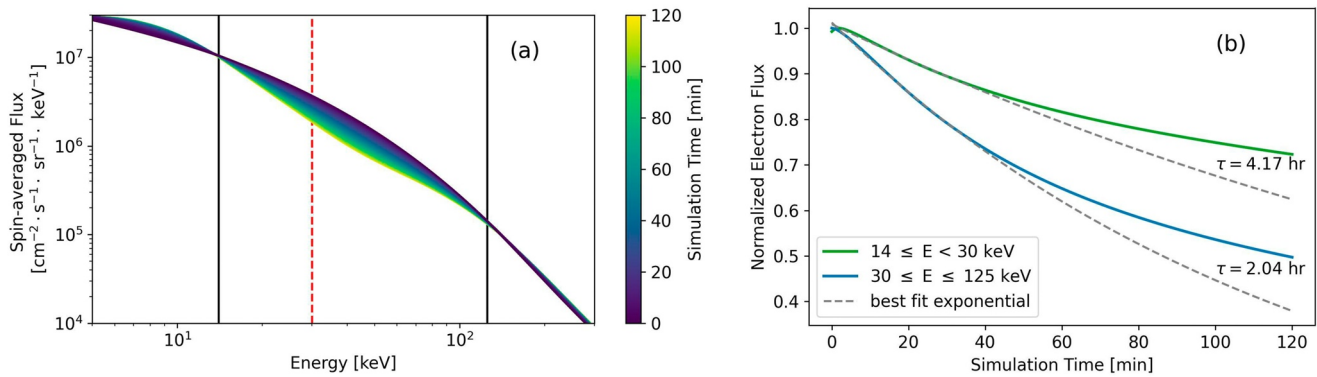 (a)
Spin-averaged Flux
[cm⁻² · s⁻¹ · sr⁻¹ · keV⁻¹]
10⁷
10⁶
10⁵
10⁴
10¹
10²
Energy [keV]
120
100
80
60
40
20
0
Simulation Time [min]
(b)
Normalized Electron Flux
1.0
0.9
0.8
0.7
0.6
0.5
0.4
τ = 4.17 hr
τ = 2.04 hr
14 ≤ E < 30 keV
30 ≤ E ≤ 125 keV
best fit exponential
0 20 40 60 80 100 120
Simulation Time [min]